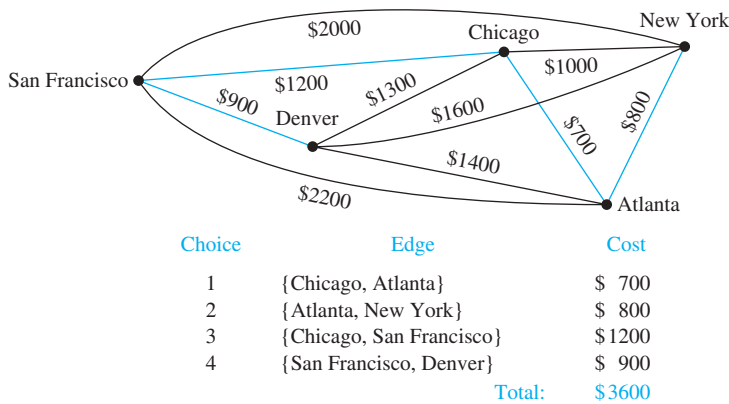 New York
$2000
Chicago
San Francisco
$1200
$1000
$900
$1300
Denver
$1600
$700
$800
$1400
$2200
Atlanta
Choice Edge Cost
1 {Chicago, Atlanta} $ 700
2 {Atlanta, New York} $ 800
3 {Chicago, San Francisco} $1200
4 {San Francisco, Denver} $ 900
Total: $3600